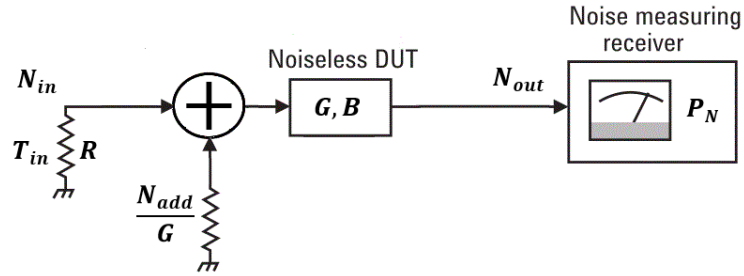 Noise measuring
receiver
Noiseless DUT
N_in
N_out
G, B
P_N
T_in R
N_add
G